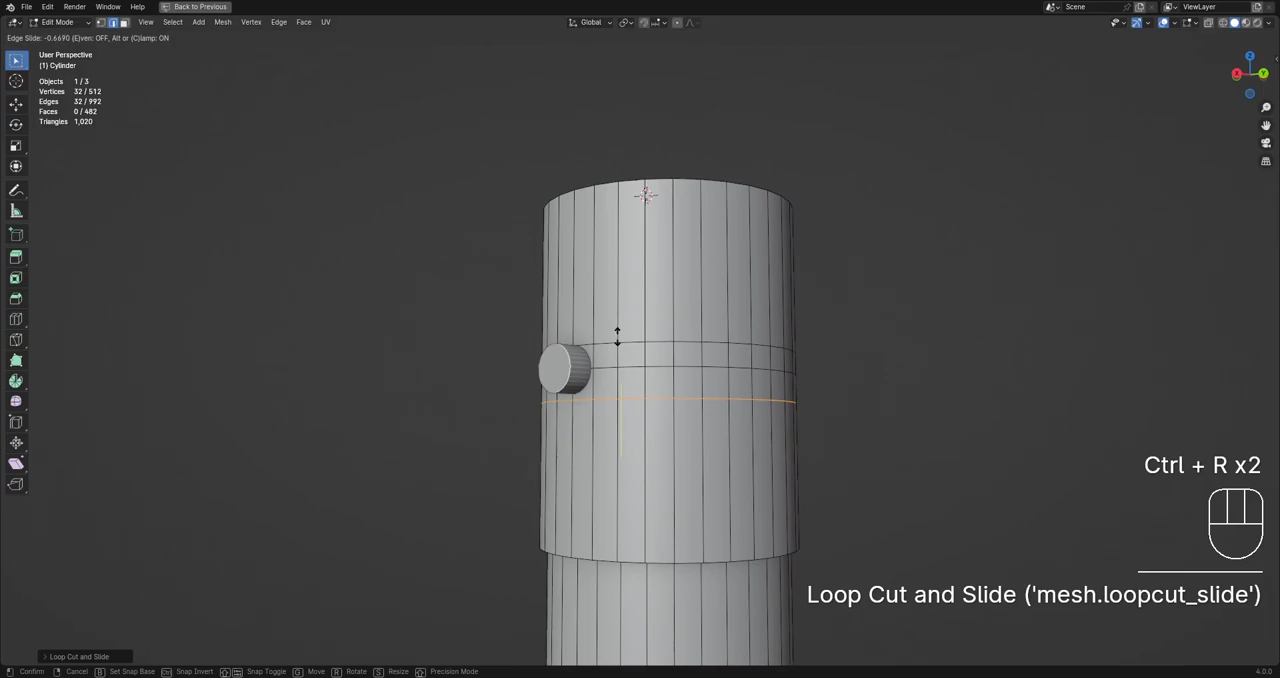 File Edit Render Window Help Back to Previous Scene ViewLayer
Edit Mode View Select Add Mesh Vertex Edge Face UV Global
Edge Slide: -0.6690 (E)ven: OFF, Alt or (C)lamp: ON
User Perspective
(1) Cylinder
Objects 1 / 3
Vertices 32 / 512
Edges 32 / 992
Faces 0 / 482
Triangles 1,020
Z
X
Y
Ctrl + R x2
Loop Cut and Slide ('mesh.loopcut_slide')
Loop Cut and Slide
Confirm Cancel B Set Snap Base Ctrl Snap Invert Snap Toggle G Move R Rotate S Resize Precision Mode 4.0.0